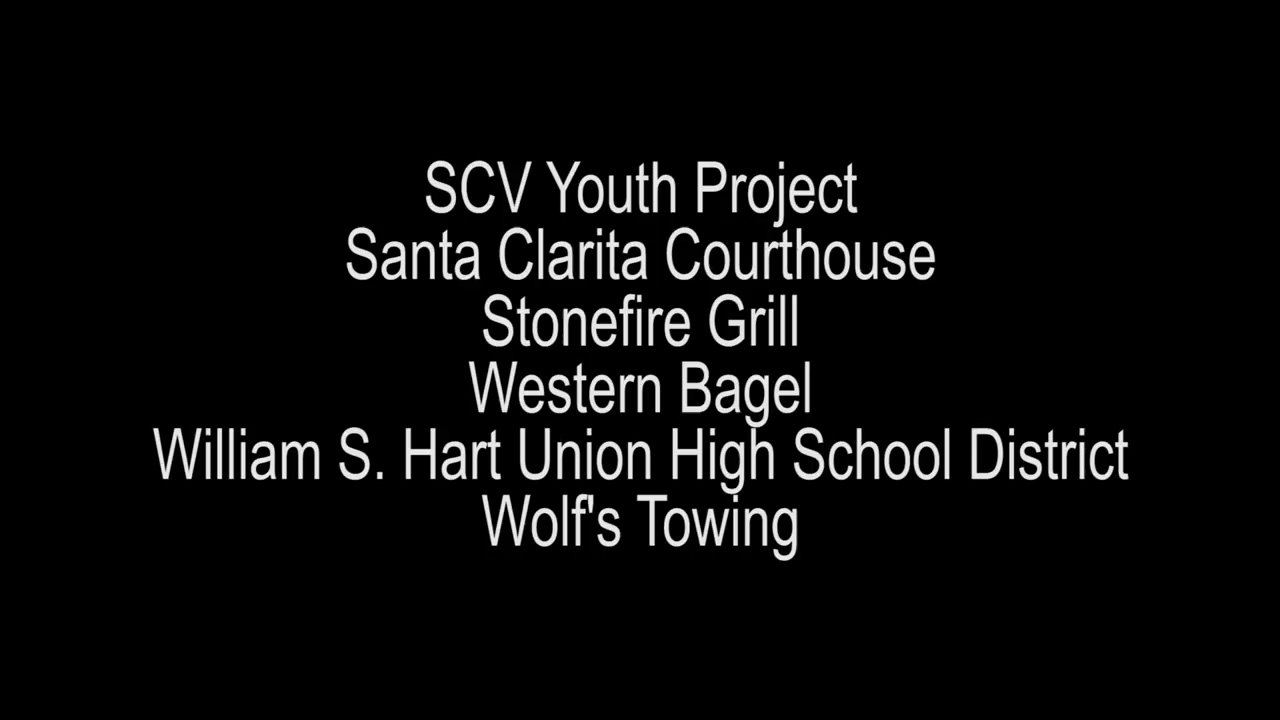 SCV Youth Project
Santa Clarita Courthouse
Stonefire Grill
Western Bagel
William S. Hart Union High School District
Wolf's Towing